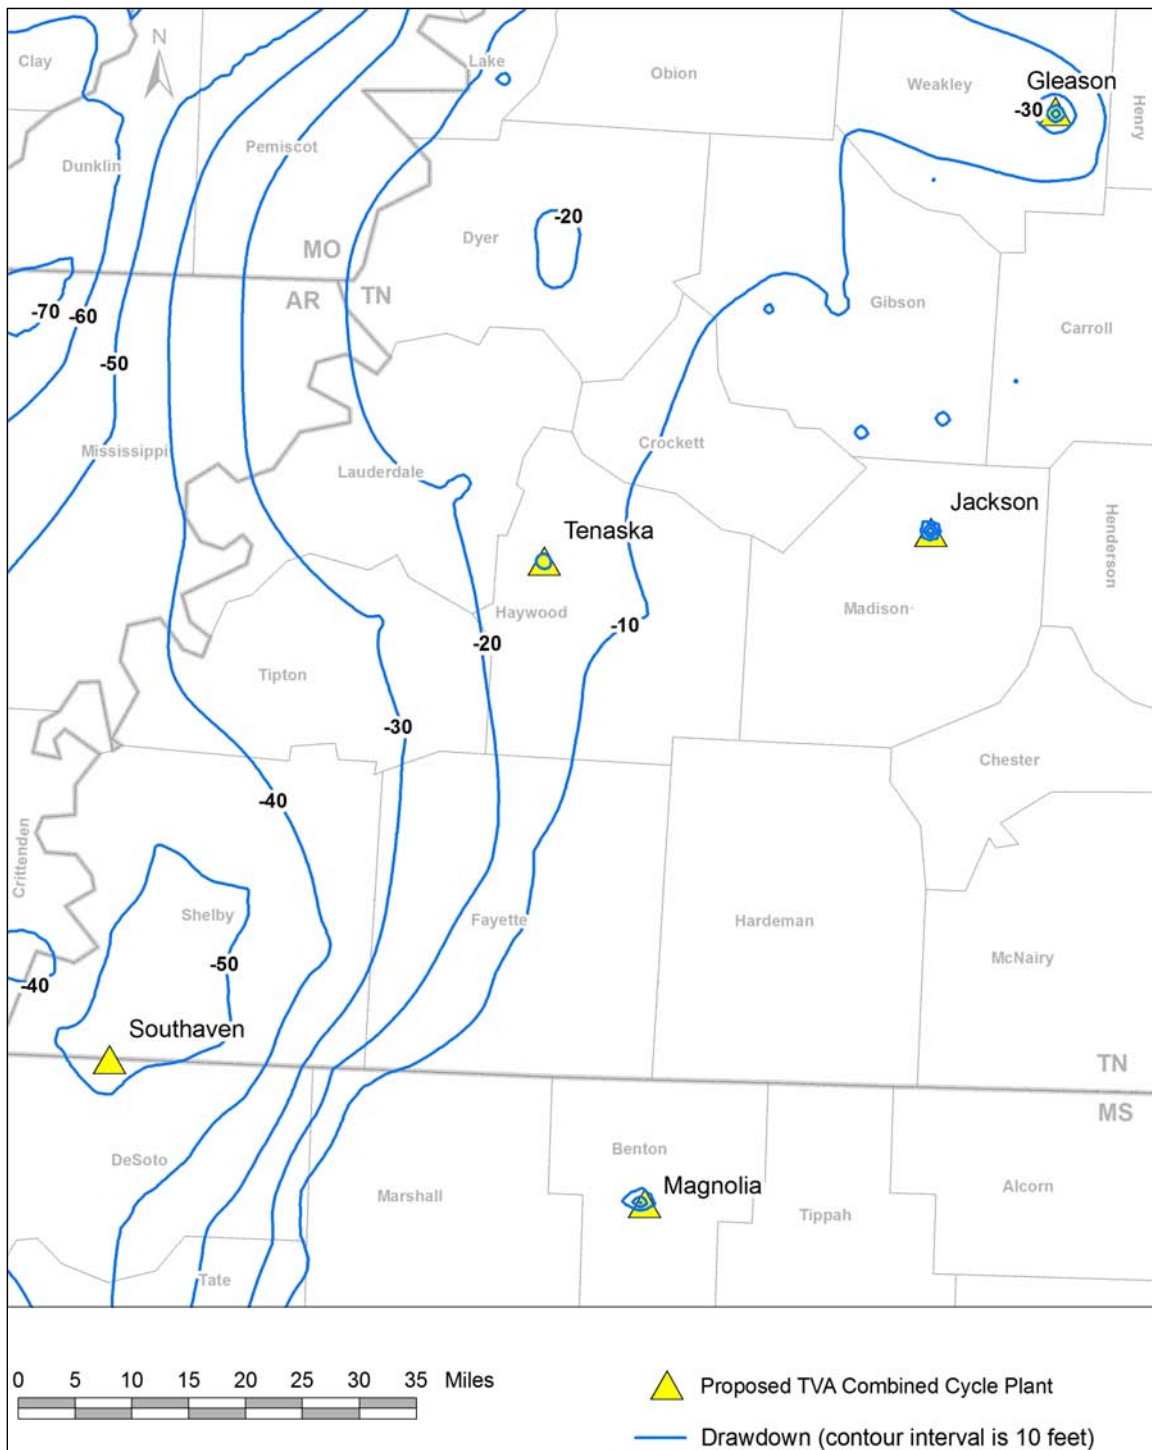 N
Clay
Lake
Obion
Weakley
Gleason
-30
Henry
Dunklin
Pemiscot
-20
Dyer
MO
AR
TN
Gibson
-70
-60
Carroll
-50
Mississippi
Crockett
Lauderdale
Jackson
Tenaska
Henderson
Haywood
Madison
-10
-20
Tipton
-30
Chester
-40
Crittenden
Shelby
Fayette
Hardeman
McNairy
-50
-40
Southaven
TN
MS
DeSoto
Benton
Marshall
Magnolia
Alcorn
Tippah
Tate
0 5 10 15 20 25 30 35 Miles
Proposed TVA Combined Cycle Plant
Drawdown (contour interval is 10 feet)